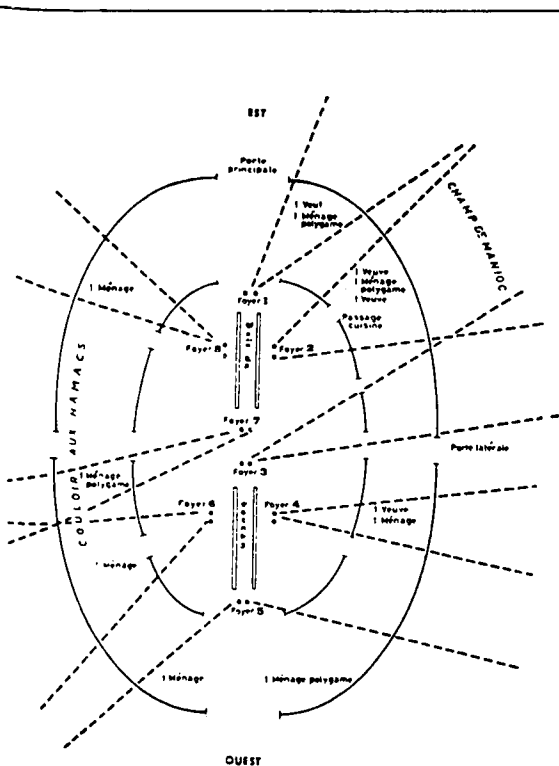 EST
Porte
principale
1 Veuf
1 Ménage
polygame
CHAMP DE MANIOC
1 Veuve
1 Ménage
polygame
1 Veuve
1 Ménage
Foyer 1
Passage
cuisine
Foyer 8
Foyer 2
COULOIR AUX HAMACS
Foyer 7
Porte latérale
Foyer 3
1 Ménage
polygame
Foyer 6
Foyer 4
1 Veuve
1 Ménage
1 Ménage
Foyer 5
1 Ménage
1 Ménage polygame
OUEST